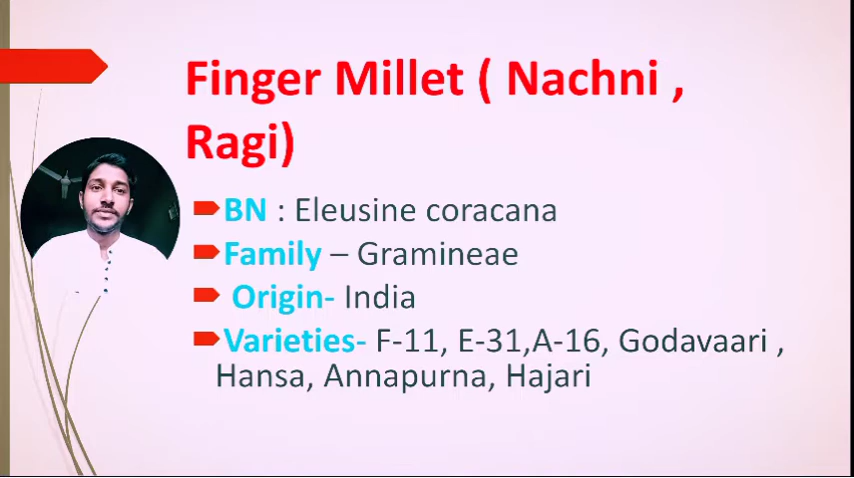 Finger Millet ( Nachni ,
Ragi)
BN : Eleusine coracana
Family – Gramineae
Origin- India
Varieties- F-11, E-31,A-16, Godavaari ,
Hansa, Annapurna, Hajari